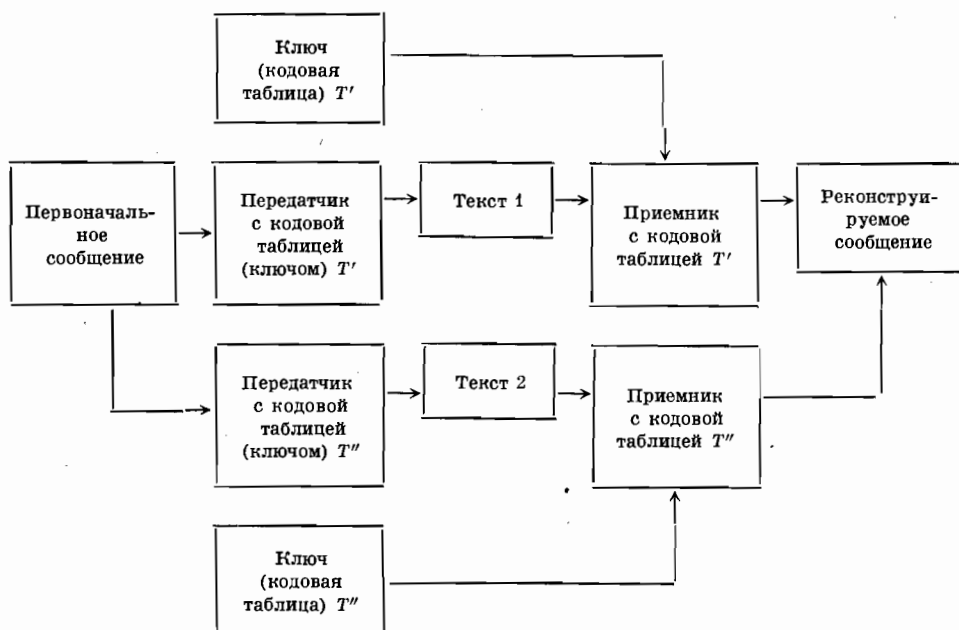 Ключ
(кодовая
таблица) T′
Первоначаль-
ное
сообщение
Передатчик
с кодовой
таблицей
(ключом) T′
Текст 1
Приемник
с кодовой
таблицей T′
Реконструи-
руемое
сообщение
Передатчик
с кодовой
таблицей
(ключом) T″
Текст 2
Приемник
с кодовой
таблицей T″
Ключ
(кодовая
таблица) T″